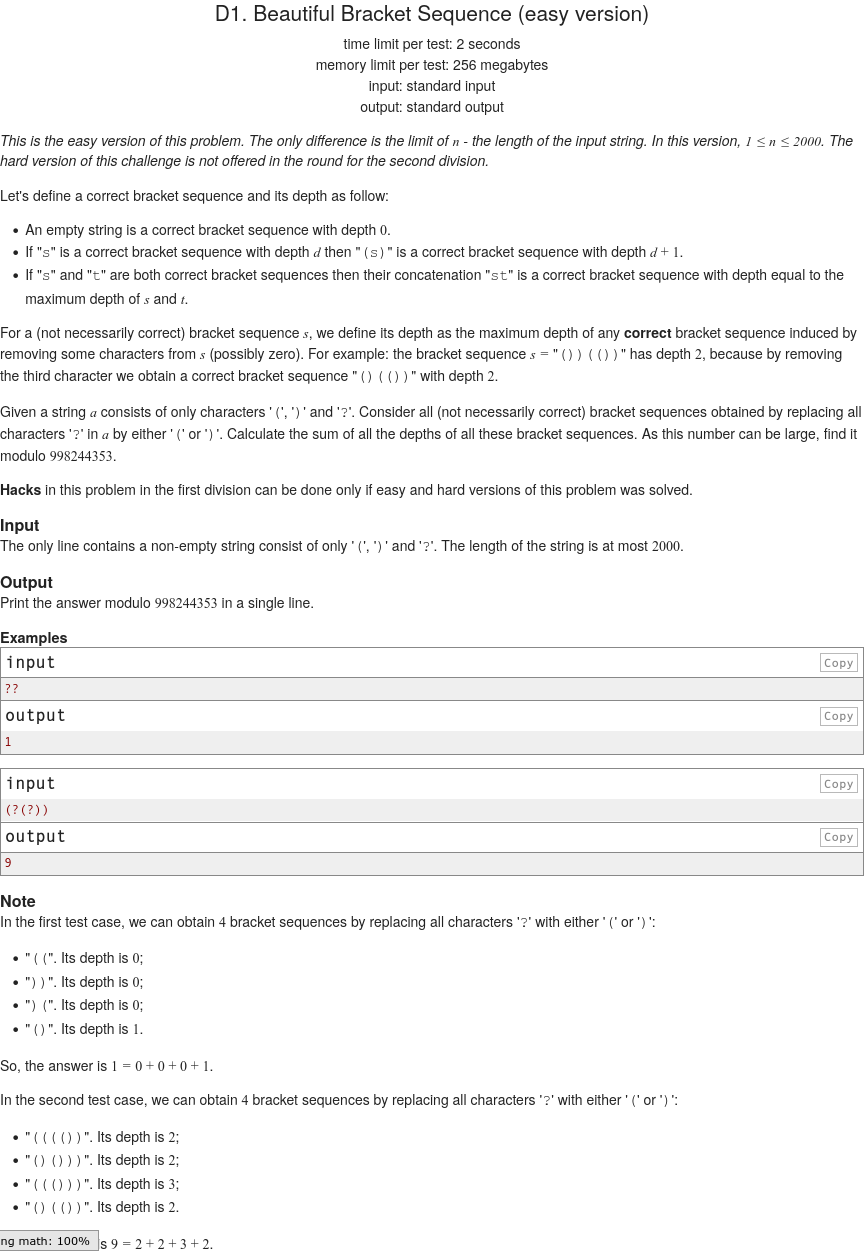 D1. Beautiful Bracket Sequence (easy version)
time limit per test: 2 seconds
memory limit per test: 256 megabytes
input: standard input
output: standard output
This is the easy version of this problem. The only difference is the limit of n - the length of the input string. In this version, 1 ≤ n ≤ 2000. The
hard version of this challenge is not offered in the round for the second division.
Let's define a correct bracket sequence and its depth as follow:
• An empty string is a correct bracket sequence with depth 0.
• If "s" is a correct bracket sequence with depth d then "(s)" is a correct bracket sequence with depth d + 1.
• If "s" and "t" are both correct bracket sequences then their concatenation "st" is a correct bracket sequence with depth equal to the
maximum depth of s and t.
For a (not necessarily correct) bracket sequence s, we define its depth as the maximum depth of any correct bracket sequence induced by
removing some characters from s (possibly zero). For example: the bracket sequence s = "())(())" has depth 2, because by removing
the third character we obtain a correct bracket sequence "()(())" with depth 2.
Given a string a consists of only characters '(', ')' and '?'. Consider all (not necessarily correct) bracket sequences obtained by replacing all
characters '?' in a by either '(' or ')'. Calculate the sum of all the depths of all these bracket sequences. As this number can be large, find it
modulo 998244353.
Hacks in this problem in the first division can be done only if easy and hard versions of this problem was solved.
Input
The only line contains a non-empty string consist of only '(', ')' and '?'. The length of the string is at most 2000.
Output
Print the answer modulo 998244353 in a single line.
Examples
input
Copy
??
output
Copy
1
input
Copy
(?(?))
output
Copy
9
Note
In the first test case, we can obtain 4 bracket sequences by replacing all characters '?' with either '(' or ')':
• "((". Its depth is 0;
• "))". Its depth is 0;
• ")(". Its depth is 0;
• "()". Its depth is 1.
So, the answer is 1 = 0 + 0 + 0 + 1.
In the second test case, we can obtain 4 bracket sequences by replacing all characters '?' with either '(' or ')':
• "(((())". Its depth is 2;
• "()()))". Its depth is 2;
• "((()))". Its depth is 3;
• "()(())". Its depth is 2.
ng math: 100% s 9 = 2 + 2 + 3 + 2.